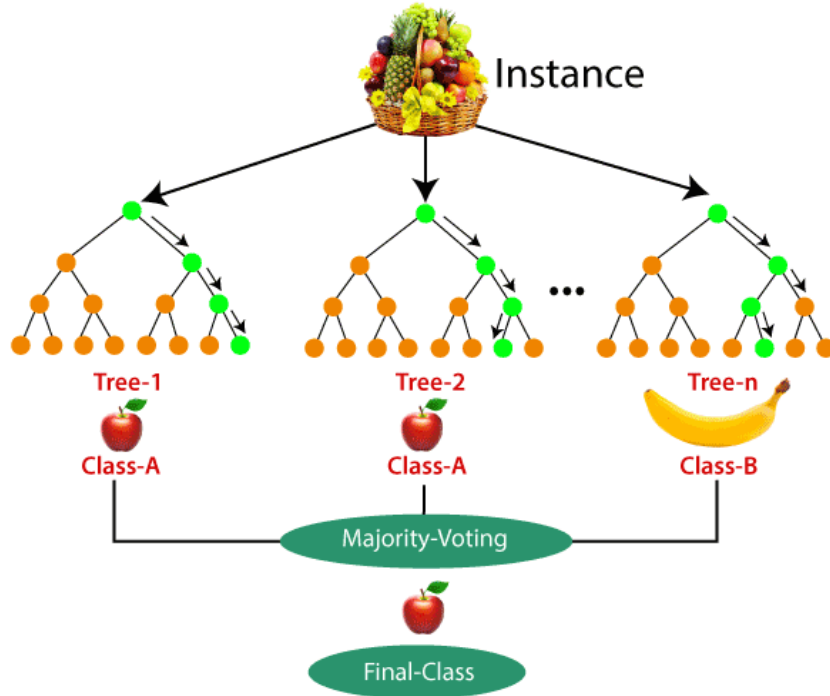 Instance
Tree-1
Tree-2
Tree-n
Class-A
Class-A
Class-B
Majority-Voting
Final-Class